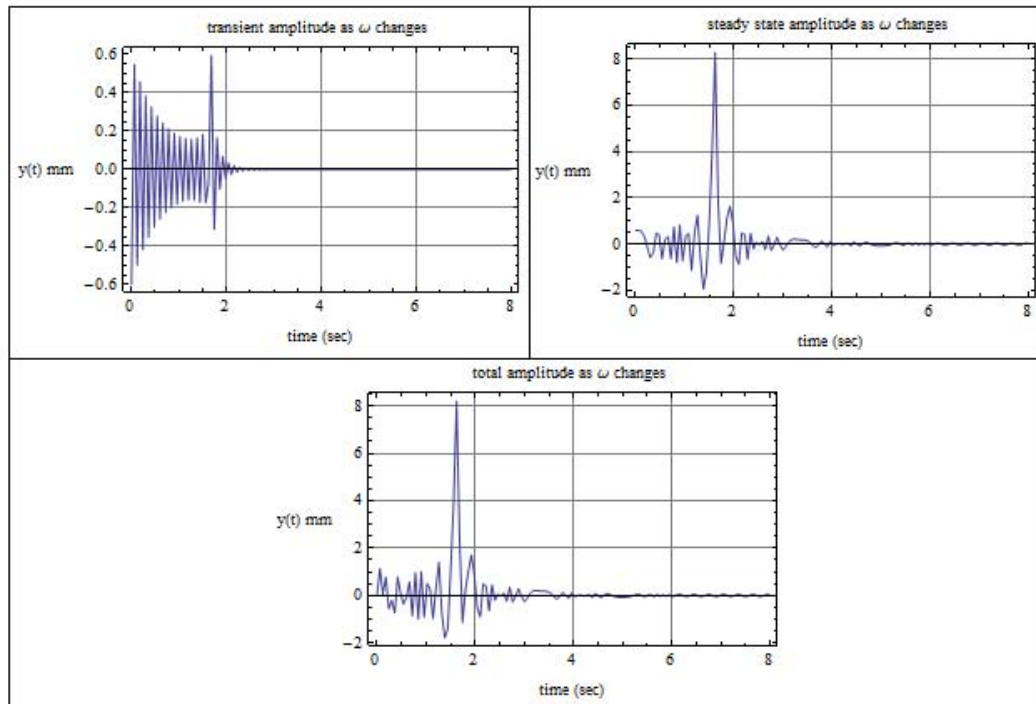 transient amplitude as ω changes
0.6
0.4
0.2
y(t) mm
0.0
−0.2
−0.4
−0.6
0 2 4 6 8
time (sec)
steady state amplitude as ω changes
8
6
4
y(t) mm
2
0
−2
0 2 4 6 8
time (sec)
total amplitude as ω changes
8
6
4
y(t) mm
2
0
−2
0 2 4 6 8
time (sec)